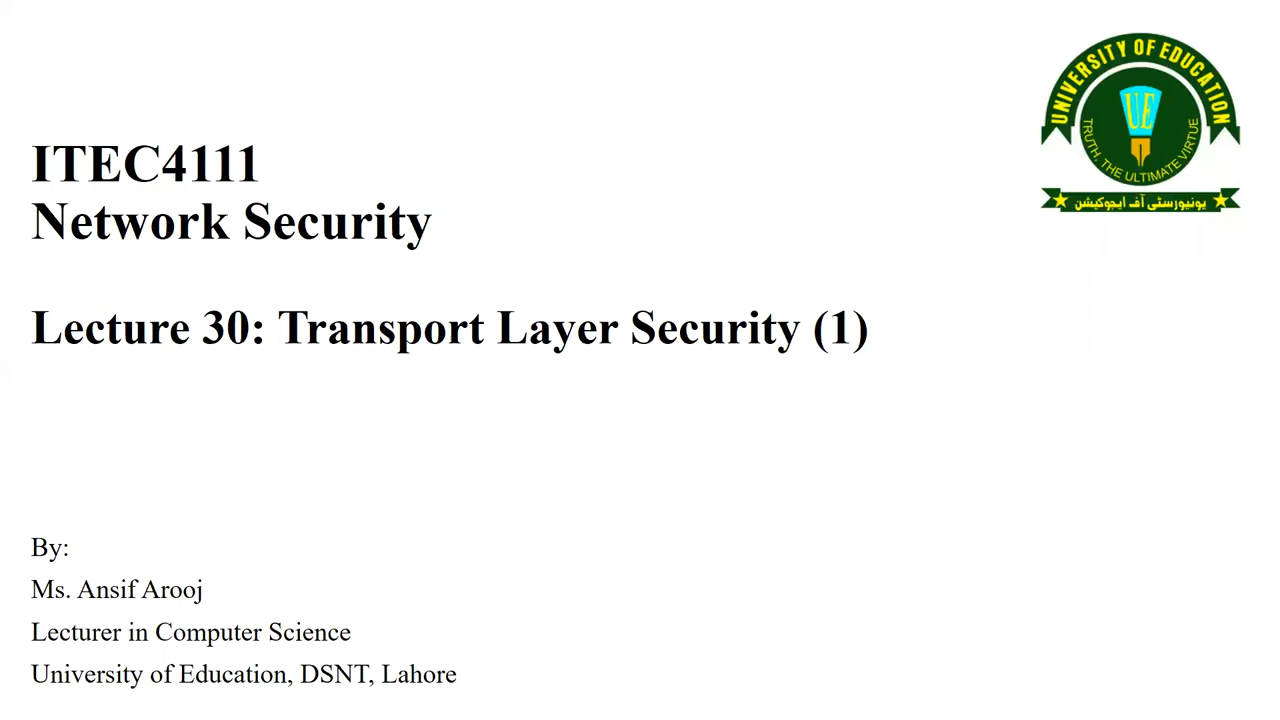 ITEC4111
Network Security
Lecture 30: Transport Layer Security (1)
UNIVERSITY OF EDUCATION
UE
TRUTH, THE ULTIMATE VIRTUE
یونیورسٹی آف ایجوکیشن
By:
Ms. Ansif Arooj
Lecturer in Computer Science
University of Education, DSNT, Lahore